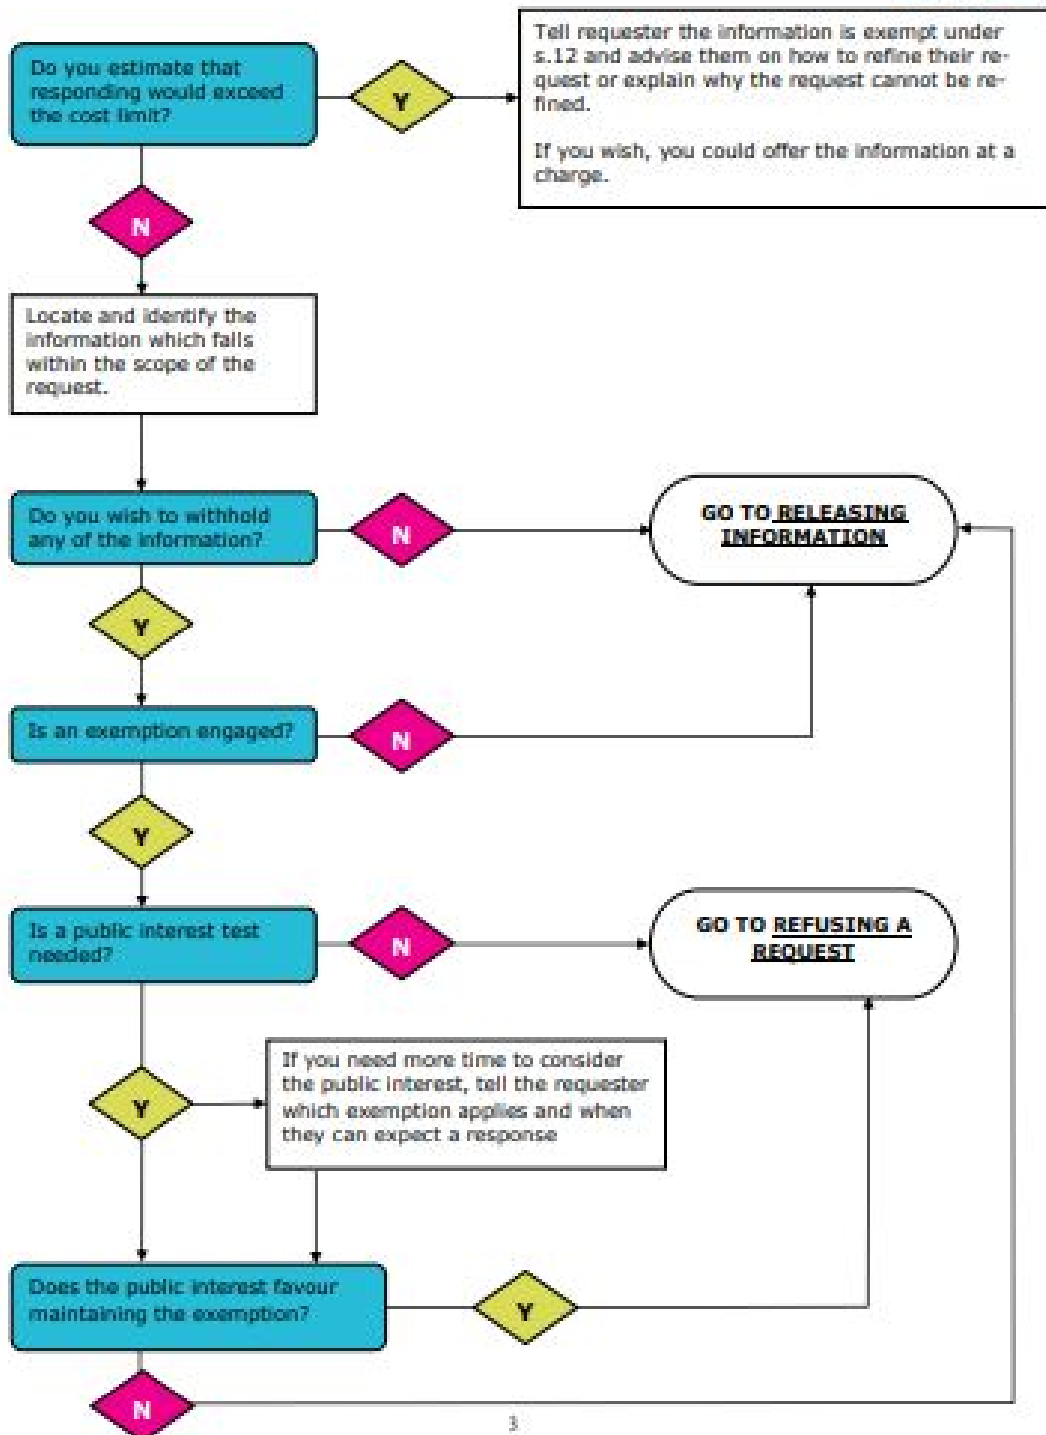 Do you estimate that
responding would exceed
the cost limit?
Y
Tell requester the information is exempt under
s.12 and advise them on how to refine their re-
quest or explain why the request cannot be re-
fined.
If you wish, you could offer the information at a
charge.
N
Locate and identify the
information which falls
within the scope of the
request.
Do you wish to withhold
any of the information?
N
GO TO RELEASING
INFORMATION
Y
Is an exemption engaged?
N
Y
Is a public interest test
needed?
N
GO TO REFUSING A
REQUEST
Y
If you need more time to consider
the public interest, tell the requester
which exemption applies and when
they can expect a response
Does the public interest favour
maintaining the exemption?
Y
N
3